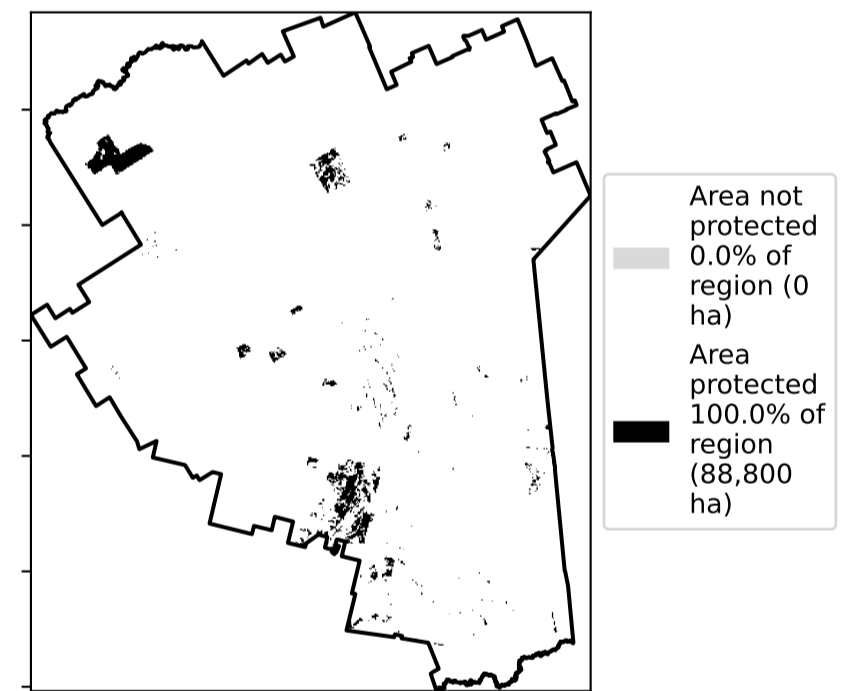 Area not
protected
0.0% of
region (0
ha)
Area
protected
100.0% of
region
(88,800
ha)